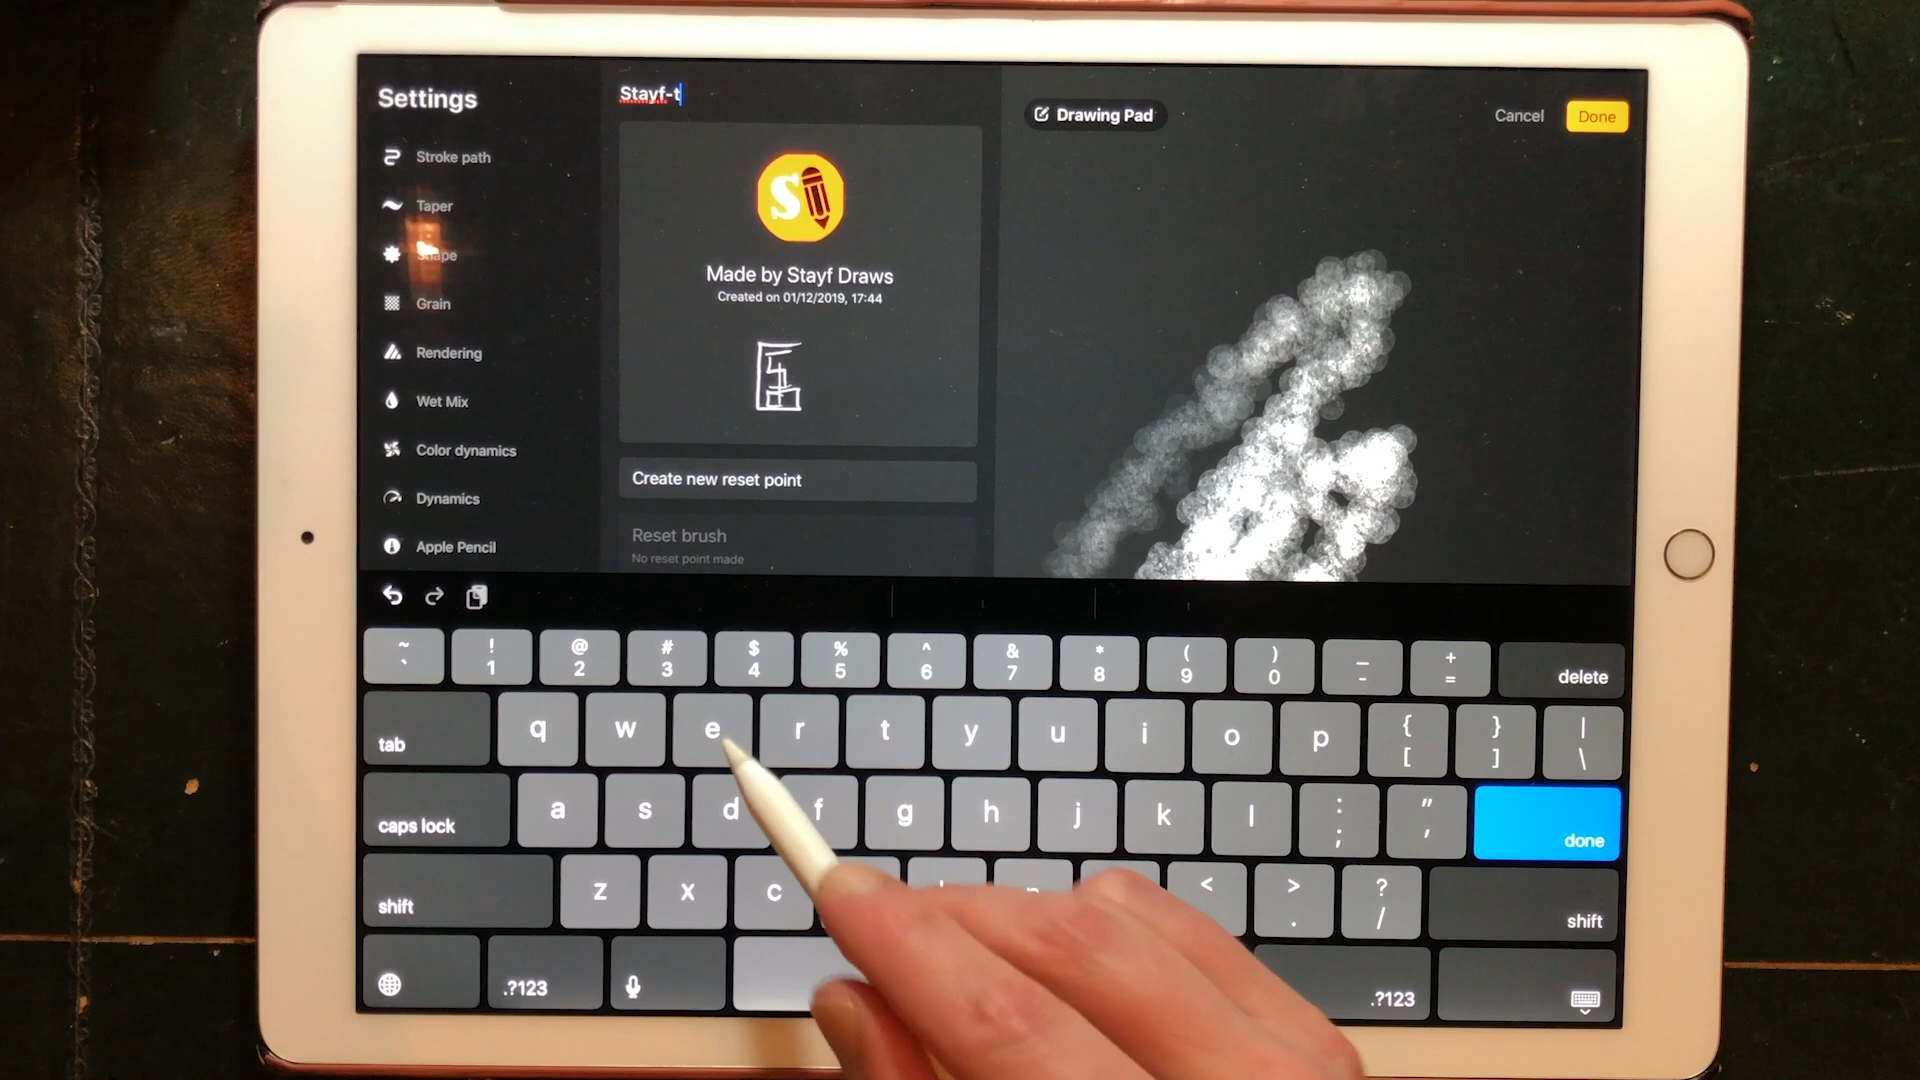 Settings
Stroke path
Taper
Shape
Grain
Rendering
Wet Mix
Color dynamics
Dynamics
Apple Pencil
Stayf-t
S
Made by Stayf Draws
Created on 01/12/2019, 17:44
Create new reset point
Reset brush
No reset point made
Drawing Pad
Cancel
Done
~ ! @ # $ % ^ & * ( ) _ +
` 1 2 3 4 5 6 7 8 9 0 - = delete
tab q w e r t y u i o p { [ } ] | \
caps lock a s d f g h j k l : ; " ' done
shift z x c < > . ? / shift
.?123 .?123